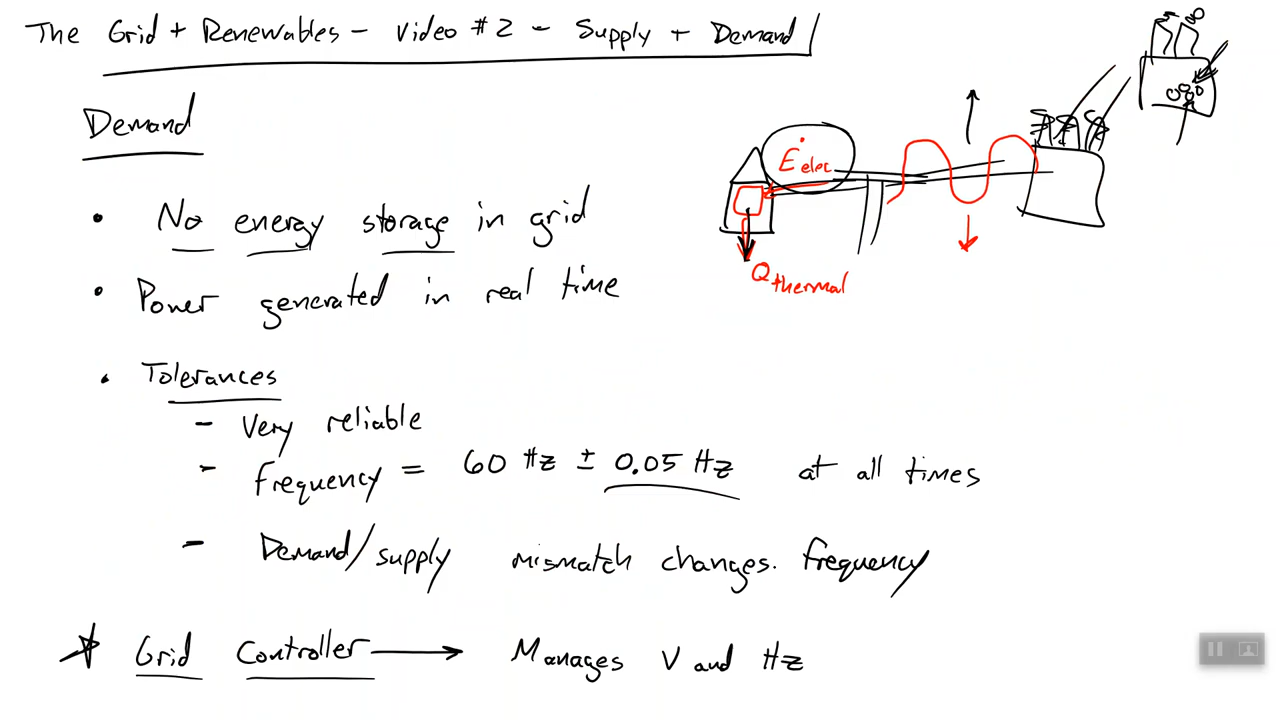 The Grid + Renewables - Video #2 - Supply + Demand
Demand
Ė elec
• No energy storage in grid
Q thermal
• Power generated in real time
• Tolerances
- Very reliable
- Frequency = 60 Hz ± 0.05 Hz at all times
- Demand/supply mismatch changes. Frequency
Grid Controller → Manages V and Hz